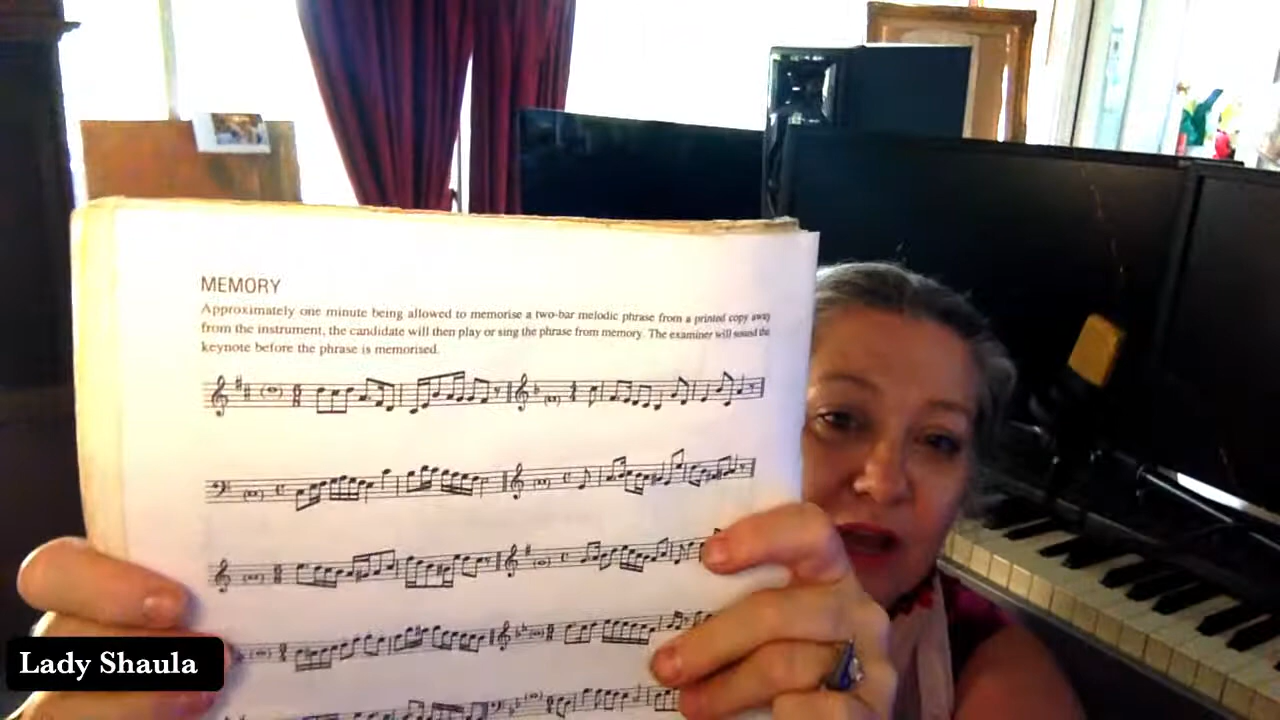 MEMORY
Approximately one minute being allowed to memorise a two-bar melodic phrase from a printed copy away
from the instrument, the candidate will then play or sing the phrase from memory. The examiner will sound the
keynote before the phrase is memorised.
Lady Shaula